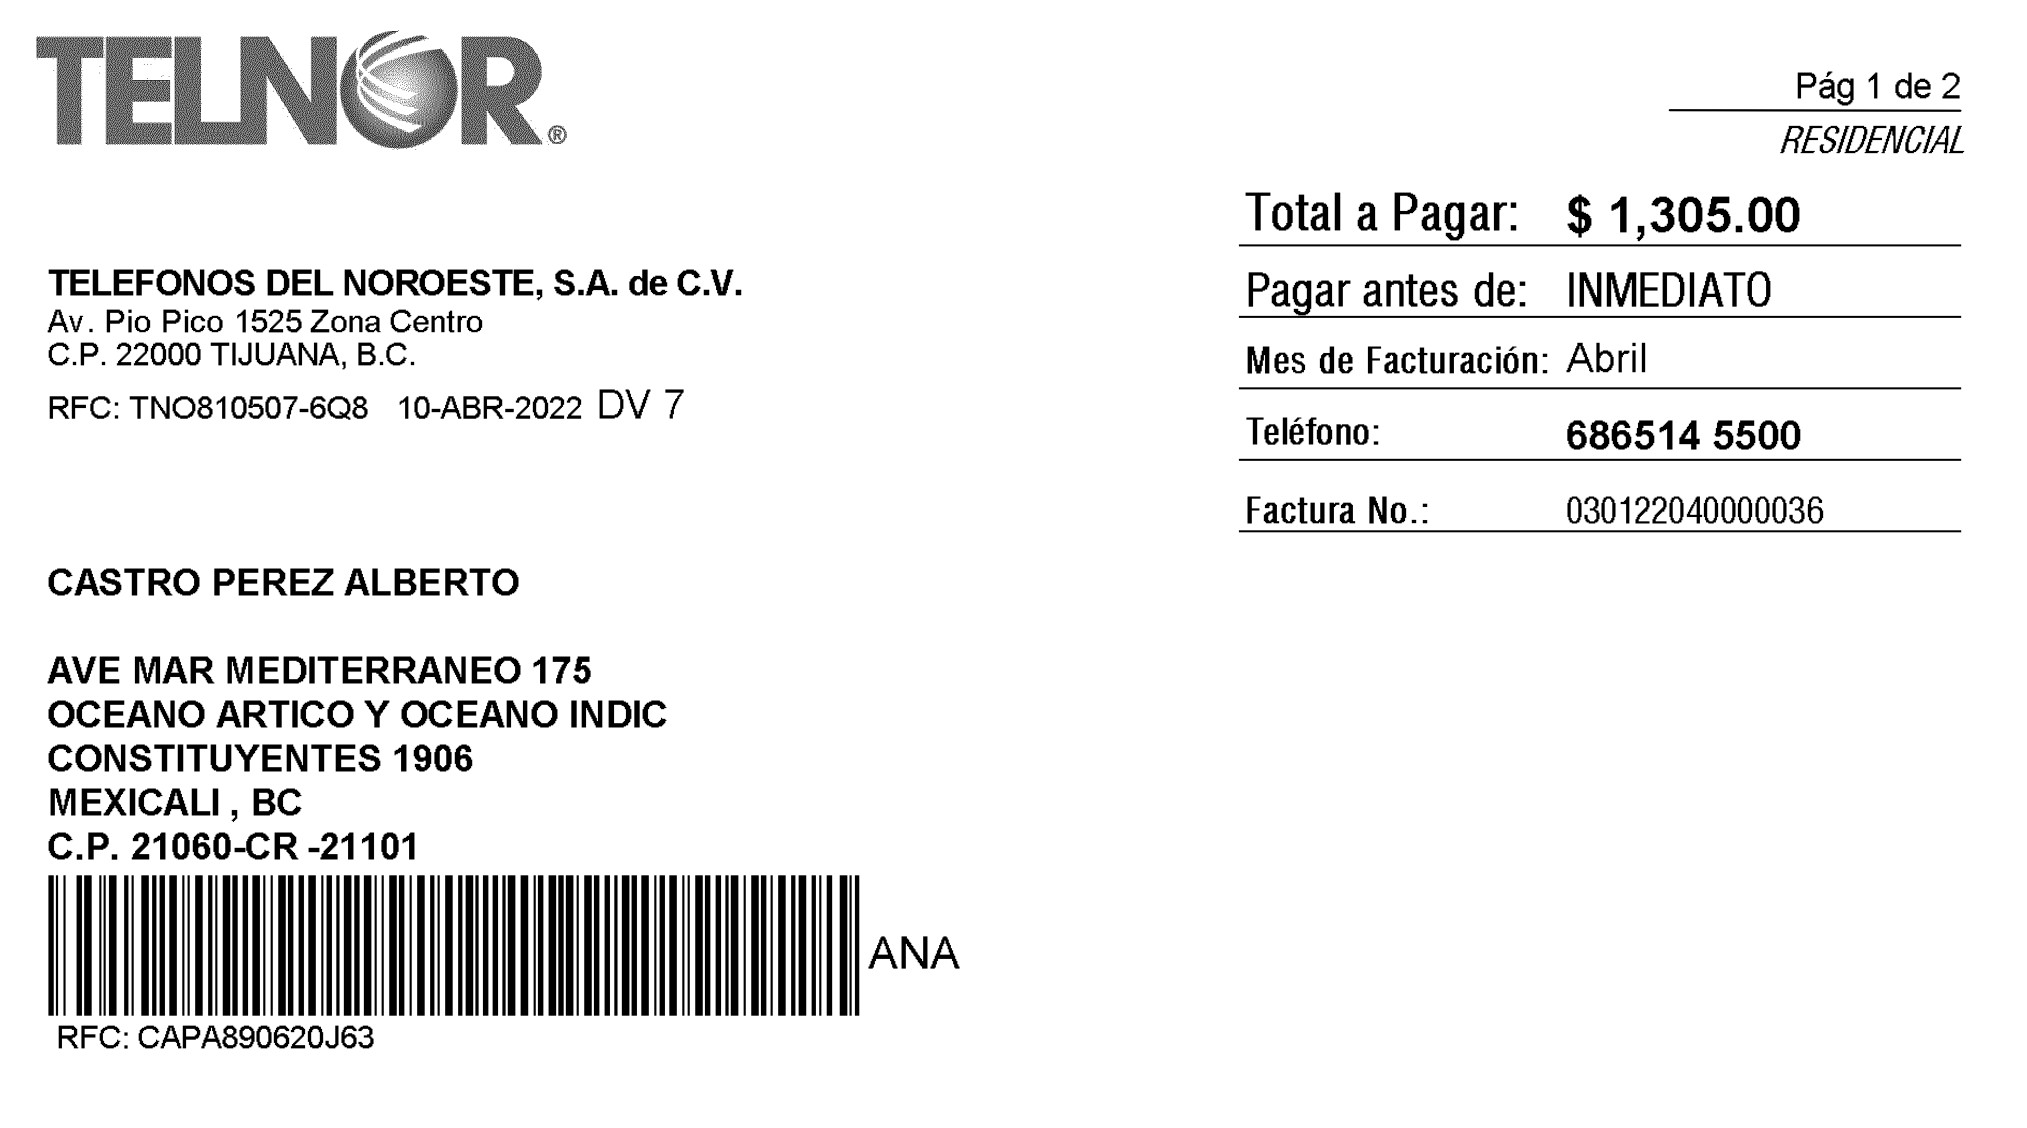 TELNOR®
Pág 1 de 2
RESIDENCIAL
Total a Pagar: $ 1,305.00
Pagar antes de: INMEDIATO
Mes de Facturación: Abril
Teléfono: 686514 5500
Factura No.: 030122040000036
TELEFONOS DEL NOROESTE, S.A. de C.V.
Av. Pio Pico 1525 Zona Centro
C.P. 22000 TIJUANA, B.C.
RFC: TNO810507-6Q8 10-ABR-2022 DV 7
CASTRO PEREZ ALBERTO
AVE MAR MEDITERRANEO 175
OCEANO ARTICO Y OCEANO INDIC
CONSTITUYENTES 1906
MEXICALI , BC
C.P. 21060-CR -21101
ANA
RFC: CAPA890620J63